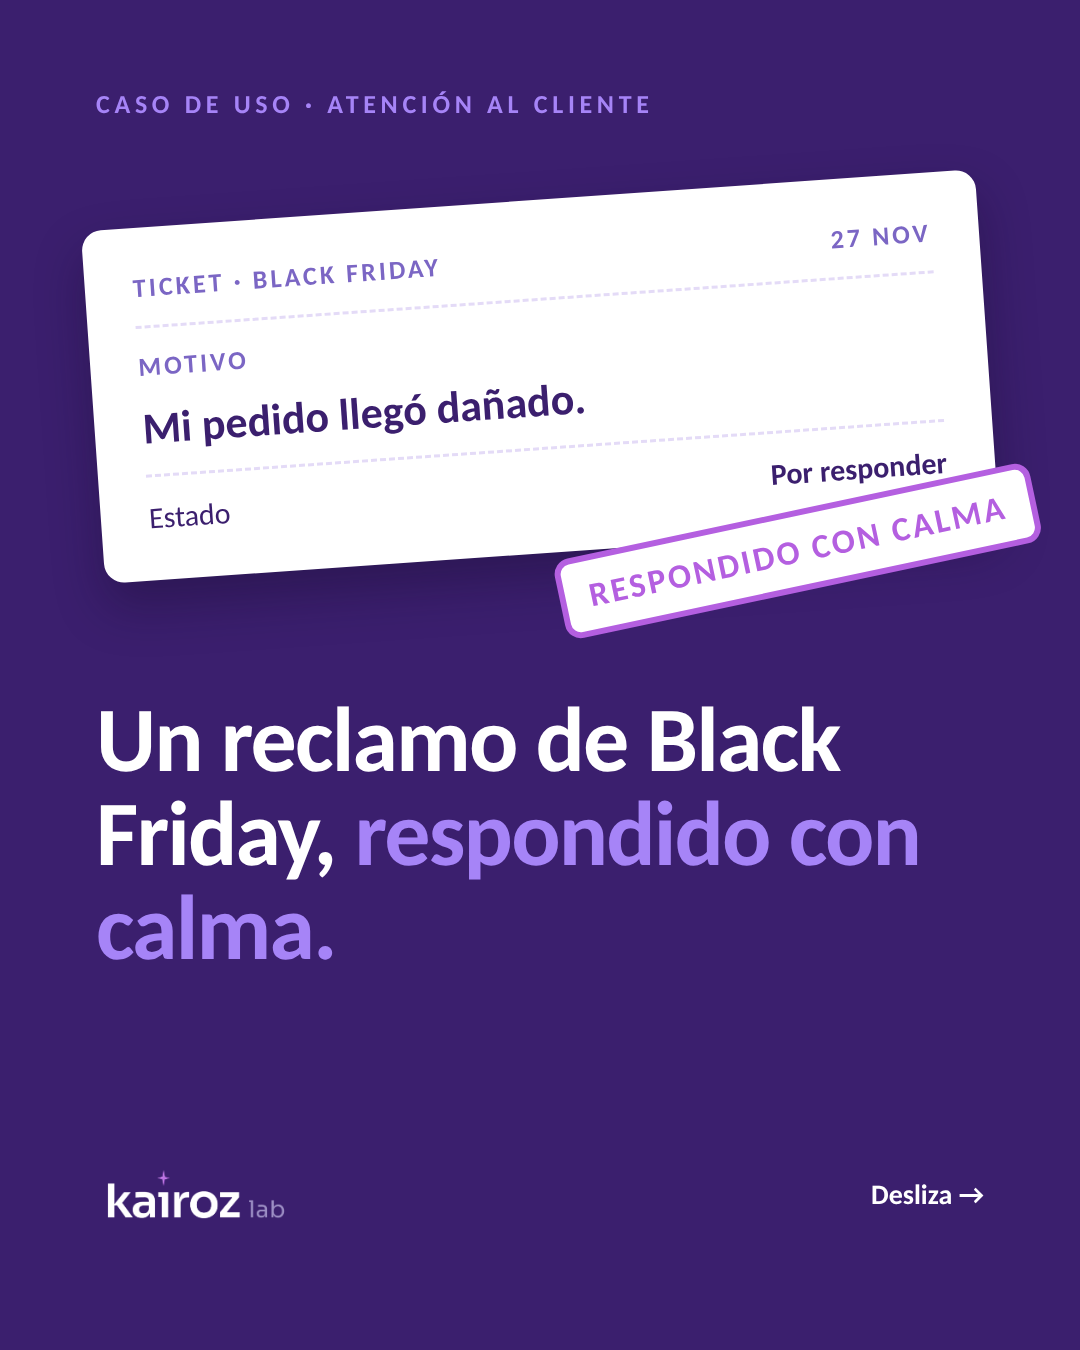 CASO DE USO · ATENCIÓN AL CLIENTE
TICKET · BLACK FRIDAY
27 NOV
MOTIVO
Mi pedido llegó dañado.
Estado
Por responder
RESPONDIDO CON CALMA
Un reclamo de Black
Friday, respondido con
calma.
kairoz lab
Desliza →